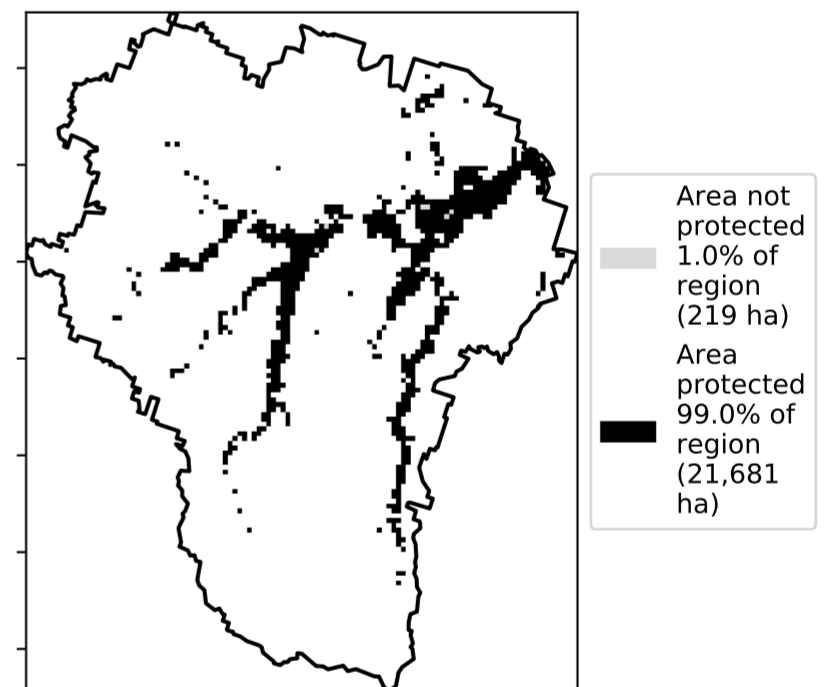 Area not
protected
1.0% of
region
(219 ha)
Area
protected
99.0% of
region
(21,681
ha)